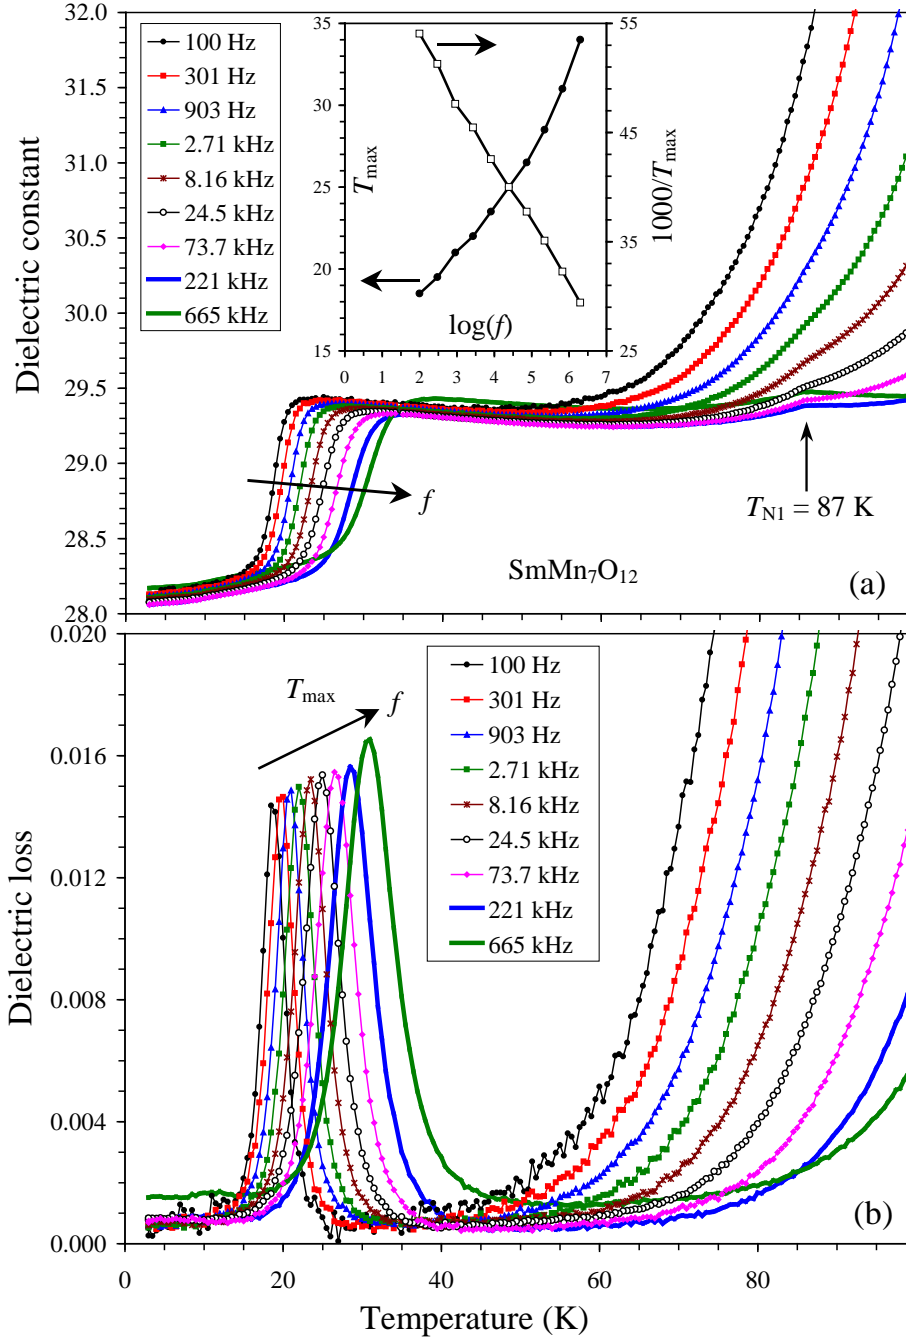 32.0
31.5
31.0
30.5
30.0
29.5
29.0
28.5
28.0
Dielectric constant
100 Hz
301 Hz
903 Hz
2.71 kHz
8.16 kHz
24.5 kHz
73.7 kHz
221 kHz
665 kHz
35
30
25
20
15
Tmax
0 1 2 3 4 5 6 7
log(f)
55
45
35
25
1000/Tmax
f
TN1 = 87 K
SmMn7O12
(a)
0.020
0.016
0.012
0.008
0.004
0.000
Dielectric loss
Tmax
f
100 Hz
301 Hz
903 Hz
2.71 kHz
8.16 kHz
24.5 kHz
73.7 kHz
221 kHz
665 kHz
(b)
0 20 40 60 80
Temperature (K)